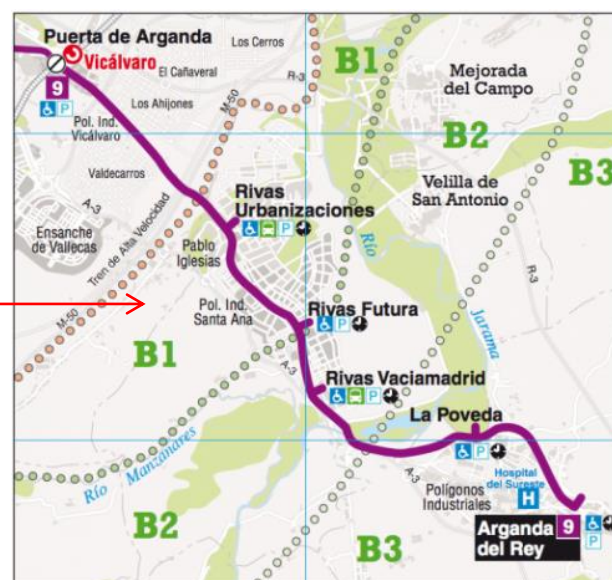 Puerta de Arganda
Vicálvaro
9
P
Los Cerros
El Cañaveral
R-3
Los Ahijones
M-50
Pol. Ind.
Vicálvaro
Valdecarros
A-3
Ensanche
de Vallecas
Tren de Alta Velocidad
B1
Mejorada
del Campo
B2
B3
Velilla de
San Antonio
Rivas
Urbanizaciones
P
Pablo
Iglesias
Río
R-3
Pol. Ind.
Santa Ana
M-50
Rivas Futura
P
Jarama
B1
A-3
Rivas Vaciamadrid
P
La Poveda
P
Río Manzanares
A-3
Hospital
del Sureste
H
Polígonos
Industriales
B2
B3
Arganda
del Rey
9
P